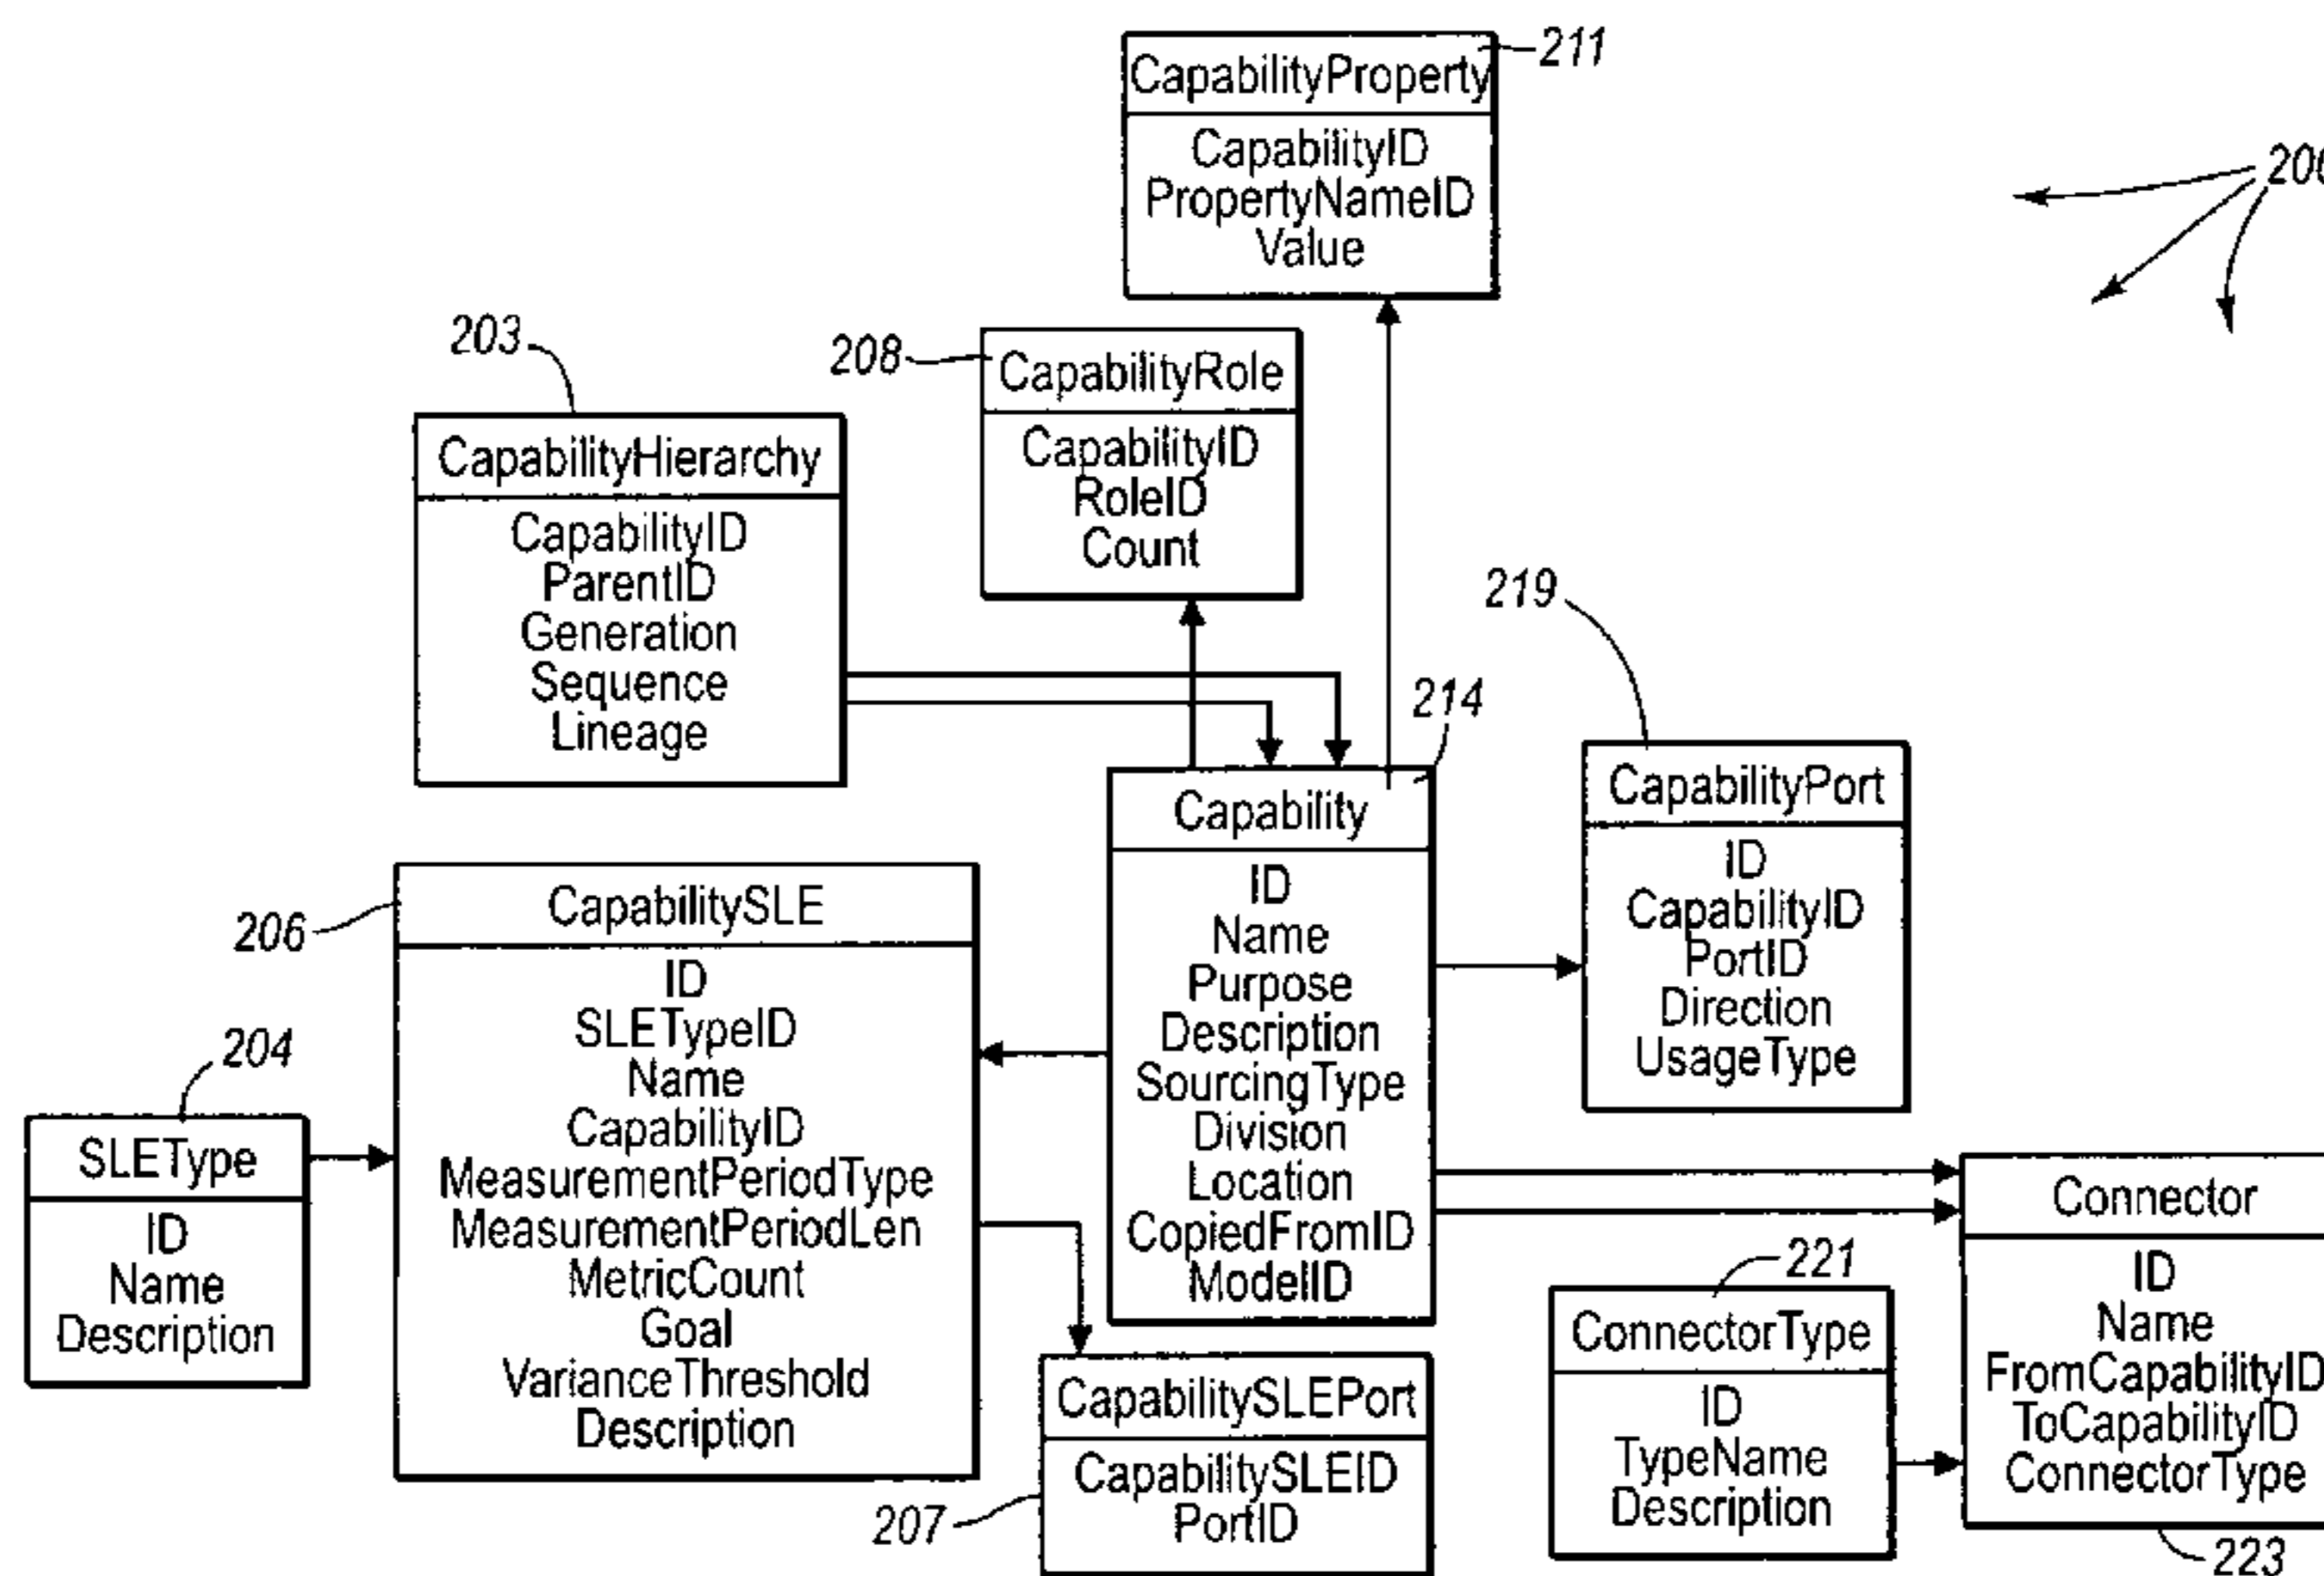 211
CapabilityProperty
CapabilityID
PropertyNameID
Value
200
203
CapabilityHierarchy
CapabilityID
ParentID
Generation
Sequence
Lineage
208
CapabilityRole
CapabilityID
RoleID
Count
214
Capability
ID
Name
Purpose
Description
SourcingType
Division
Location
CopiedFromID
ModelID
219
CapabilityPort
ID
CapabilityID
PortID
Direction
UsageType
206
CapabilitySLE
ID
SLETypeID
Name
CapabilityID
MeasurementPeriodType
MeasurementPeriodLen
MetricCount
Goal
VarianceThreshold
Description
204
SLEType
ID
Name
Description
207
CapabilitySLEPort
CapabilitySLEID
PortID
221
ConnectorType
ID
TypeName
Description
Connector
ID
Name
FromCapabilityID
ToCapabilityID
ConnectorType
223